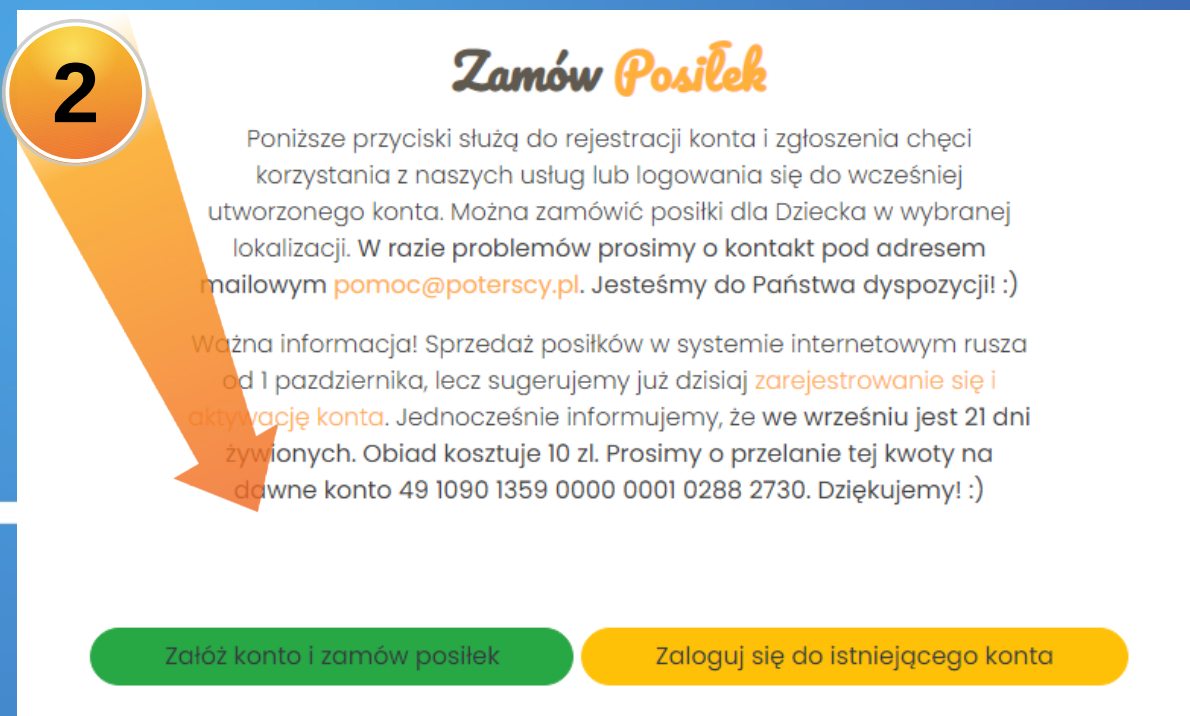 2
Zamów Posiłek
Poniższe przyciski służą do rejestracji konta i zgłoszenia chęci
korzystania z naszych usług lub logowania się do wcześniej
utworzonego konta. Można zamówić posiłki dla Dziecka w wybranej
lokalizacji. W razie problemów prosimy o kontakt pod adresem
mailowym pomoc@poterscy.pl. Jesteśmy do Państwa dyspozycji! :)
Ważna informacja! Sprzedaż posiłków w systemie internetowym rusza
od 1 pazdziernika, lecz sugerujemy już dzisiaj zarejestrowanie się i
aktywację konta. Jednocześnie informujemy, że we wrześniu jest 21 dni
żywionych. Obiad kosztuje 10 zl. Prosimy o przelanie tej kwoty na
dawne konto 49 1090 1359 0000 0001 0288 2730. Dziękujemy! :)
Załóż konto i zamów posiłek
Zaloguj się do istniejącego konta